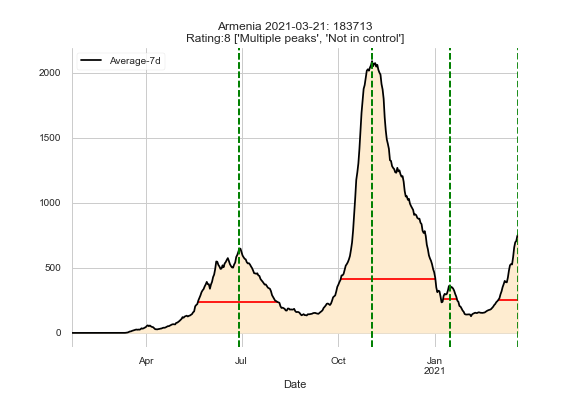 Armenia 2021-03-21: 183713
Rating:8 ['Multiple peaks', 'Not in control']
Average-7d
2000
1500
1000
500
0
Apr
Jul
Oct
Jan
2021
Date